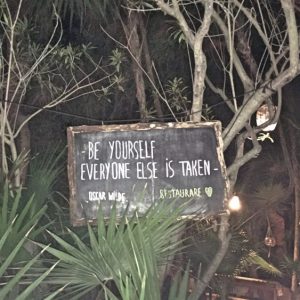 - BE YOURSELF
EVERYONE ELSE IS TAKEN -
OSCAR WILDE RESTAURARE